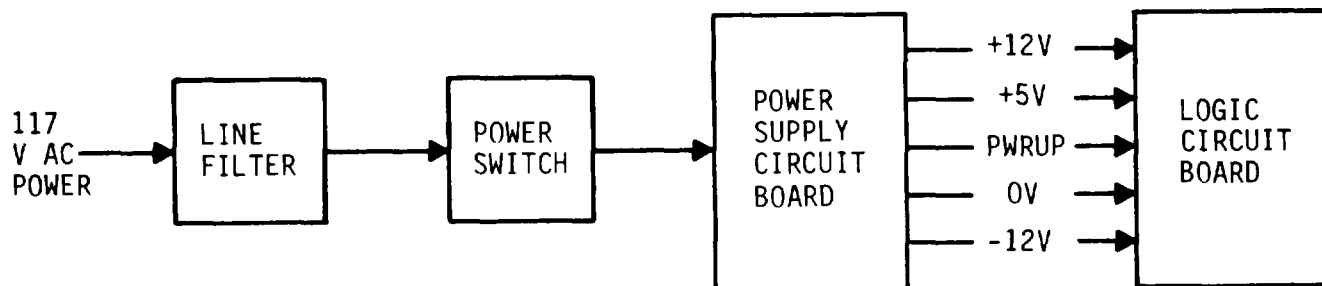 117
V AC
POWER
LINE
FILTER
POWER
SWITCH
POWER
SUPPLY
CIRCUIT
BOARD
+12V
+5V
PWRUP
0V
-12V
LOGIC
CIRCUIT
BOARD